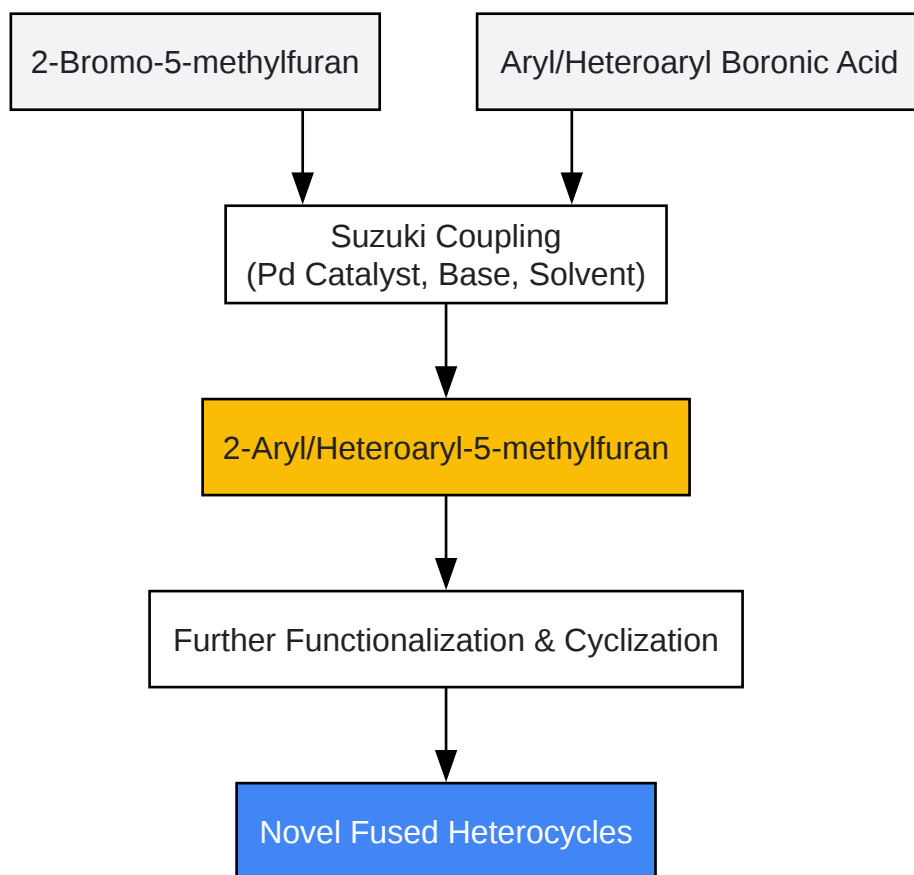 2-Bromo-5-methylfuran
Aryl/Heteroaryl Boronic Acid
Suzuki Coupling
(Pd Catalyst, Base, Solvent)
2-Aryl/Heteroaryl-5-methylfuran
Further Functionalization & Cyclization
Novel Fused Heterocycles